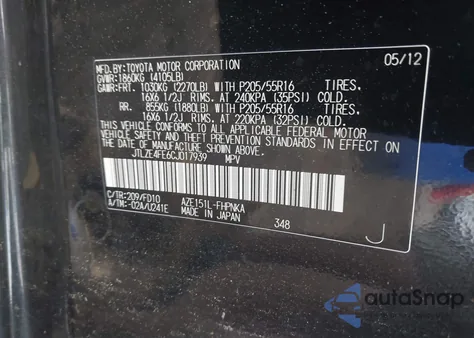 MFD.BY:TOYOTA MOTOR CORPORATION 05/12
GVWR:1860KG (4105LB)
GAWR:FRT. 1030KG (2270LB) WITH P205/55R16 TIRES.
16X6 1/2J RIMS. AT 240KPA (35PSI) COLD.
RR. 855KG (1880LB) WITH P205/55R16 TIRES.
16X6 1/2J RIMS. AT 220KPA (32PSI) COLD.
THIS VEHICLE CONFORMS TO ALL APPLICABLE FEDERAL MOTOR
VEHICLE SAFETY, BUMPER, AND THEFT PREVENTION STANDARDS IN EFFECT ON THE
DATE OF MANUFACTURE SHOWN ABOVE.
JTLZE4FE6CJ017939 MPV
C/TR:209/FD10 AZE151L-FHPNKA
A/TM:-02A/U241E MADE IN JAPAN 348
J
autoSnap